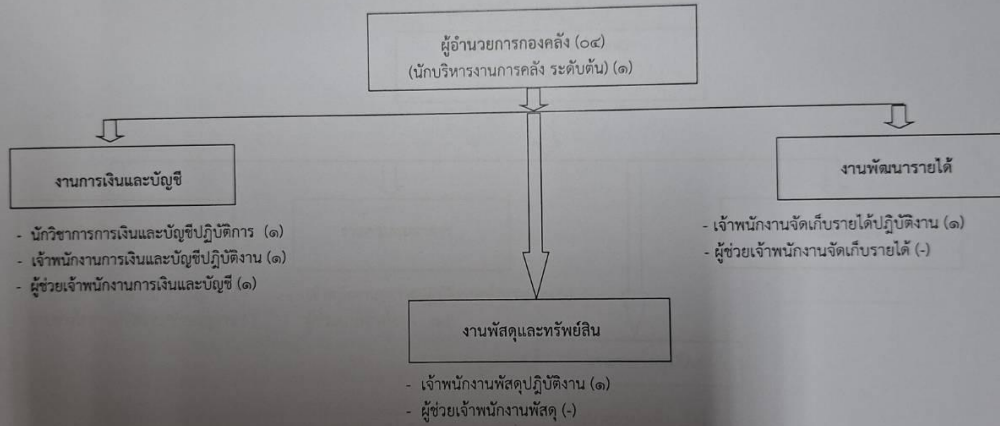 ผู้อำนวยการกองคลัง (๐๔)
(นักบริหารงานการคลัง ระดับต้น) (๑)
งานการเงินและบัญชี
- นักวิชาการการเงินและบัญชีปฏิบัติการ (๑)
- เจ้าพนักงานการเงินและบัญชีปฏิบัติงาน (๑)
- ผู้ช่วยเจ้าพนักงานการเงินและบัญชี (๑)
งานพัสดุและทรัพย์สิน
- เจ้าพนักงานพัสดุปฏิบัติงาน (๑)
- ผู้ช่วยเจ้าพนักงานพัสดุ (-)
งานพัฒนารายได้
- เจ้าพนักงานจัดเก็บรายได้ปฏิบัติงาน (๑)
- ผู้ช่วยเจ้าพนักงานจัดเก็บรายได้ (-)